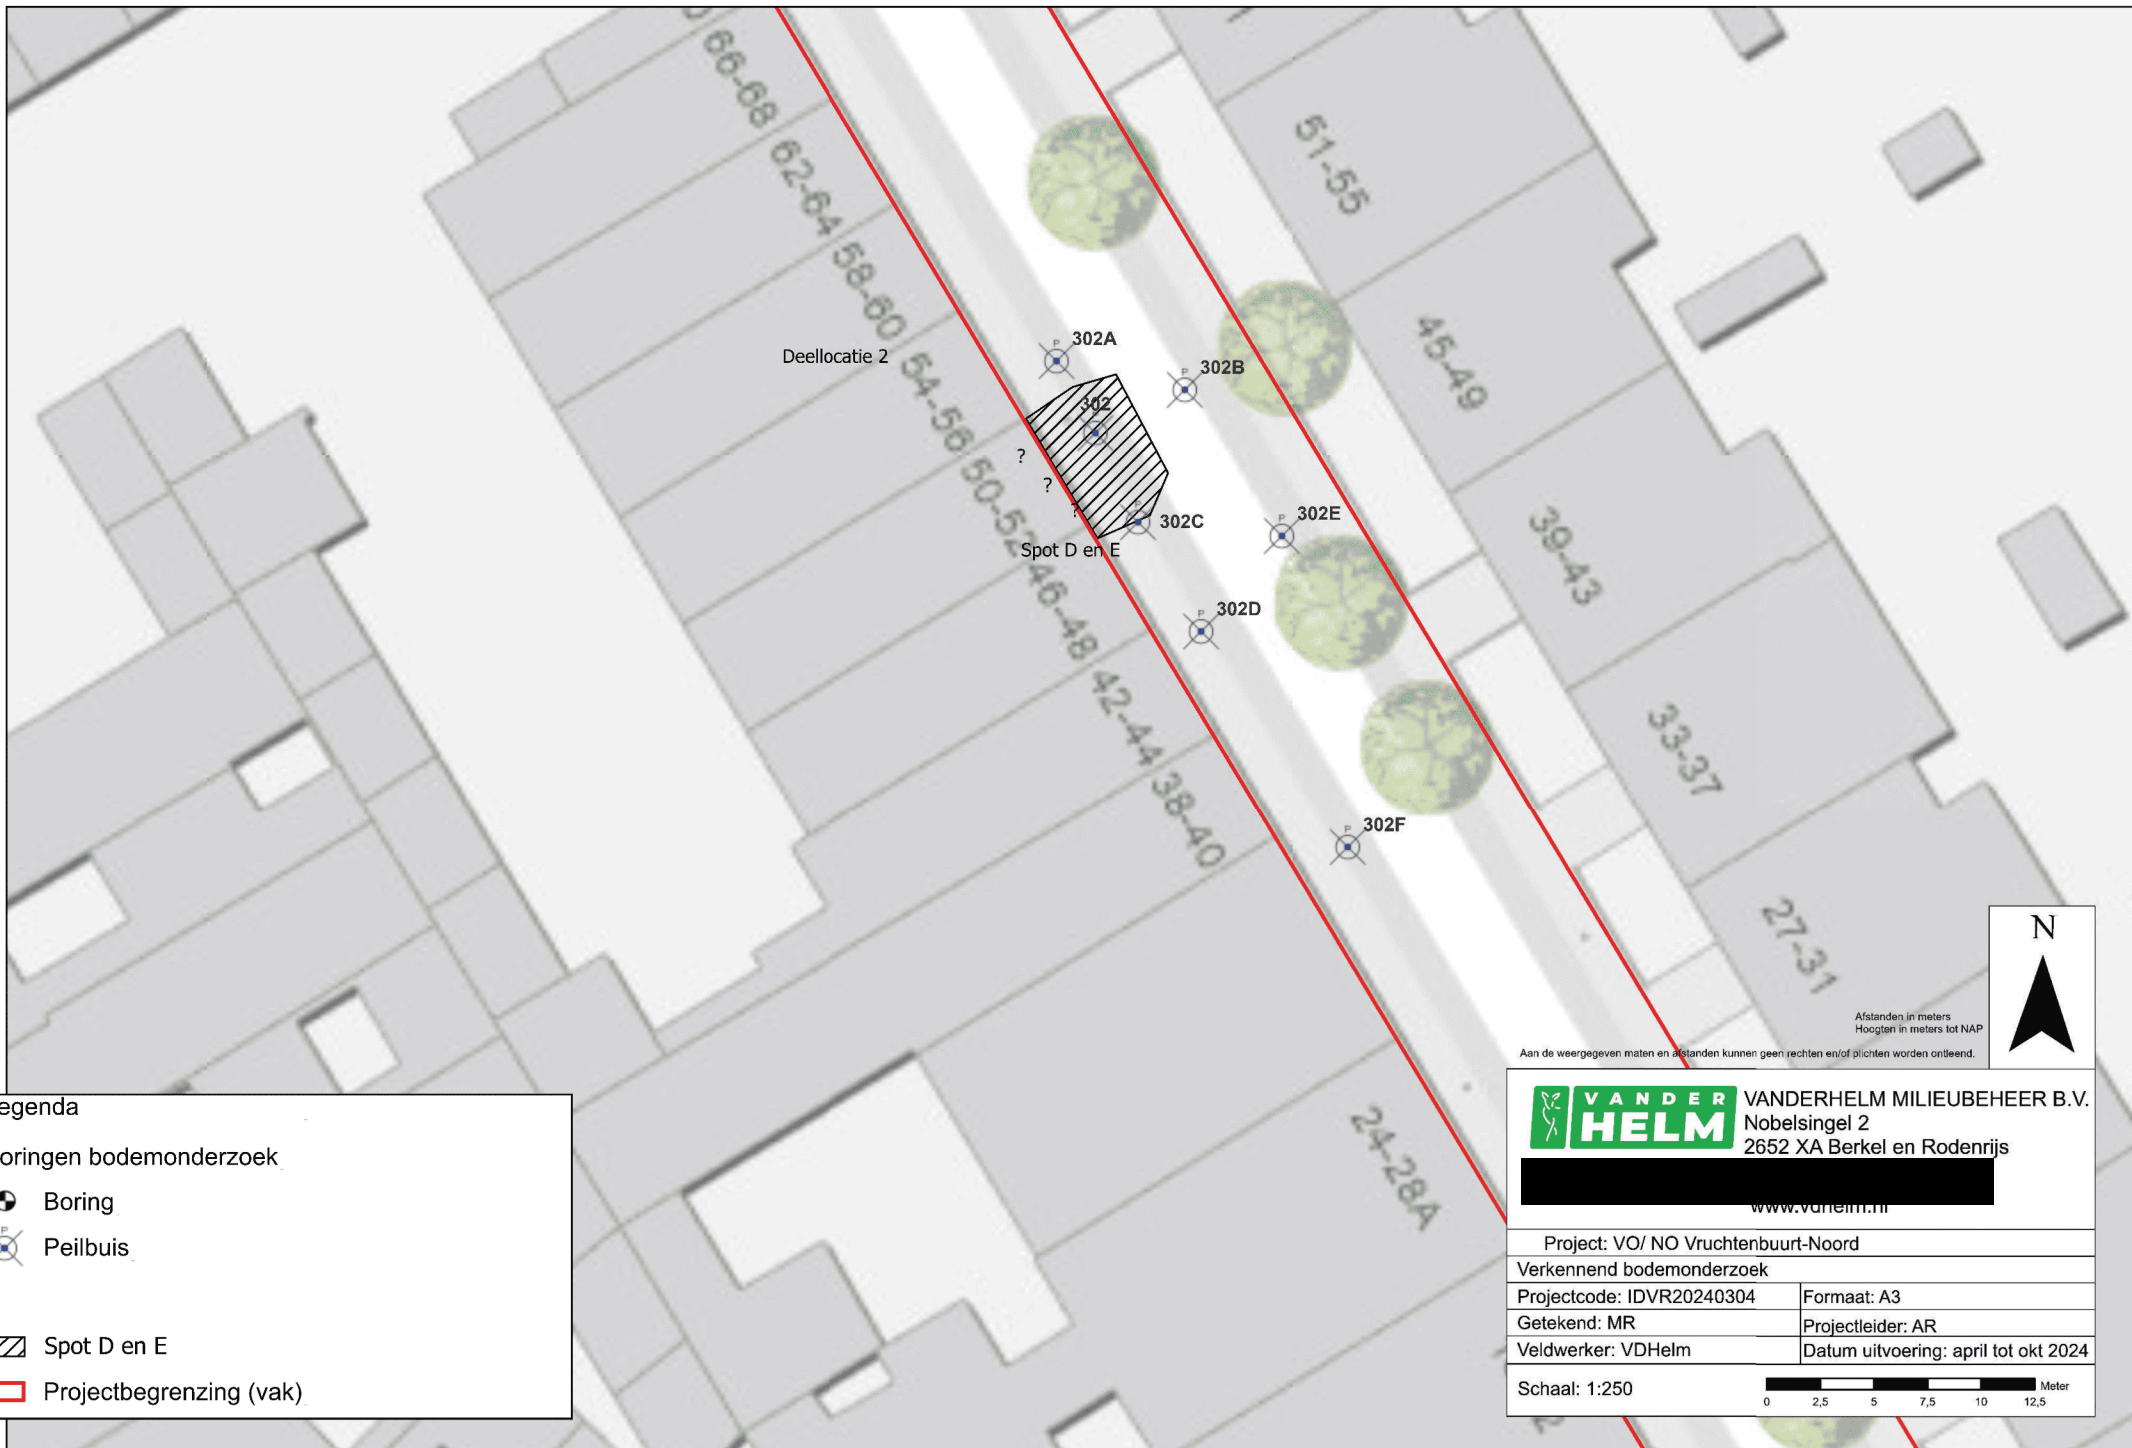 66-68
62-64
58-60
54-56
50-52
46-48
42-44
38-40
24-28A
51-55
45-49
39-43
33-37
27-31
Deellocatie 2
302A
302B
302
?
?
?
302C
302E
Spot D en E
302D
302F
N
Afstanden in meters
Hoogten in meters tot NAP
Aan de weergegeven maten en afstanden kunnen geen rechten en/of plichten worden ontleend.
egenda
oringen bodemonderzoek
Boring
P Peilbuis
Spot D en E
Projectbegrenzing (vak)
VANDER
HELM
VANDERHELM MILIEUBEHEER B.V.
Nobelsingel 2
2652 XA Berkel en Rodenrijs
www.vdhelm.nl
Project: VO/ NO Vruchtenbuurt-Noord
Verkennend bodemonderzoek
Projectcode: IDVR20240304 Formaat: A3
Getekend: MR Projectleider: AR
Veldwerker: VDHelm Datum uitvoering: april tot okt 2024
Schaal: 1:250
Meter
0 2,5 5 7,5 10 12,5